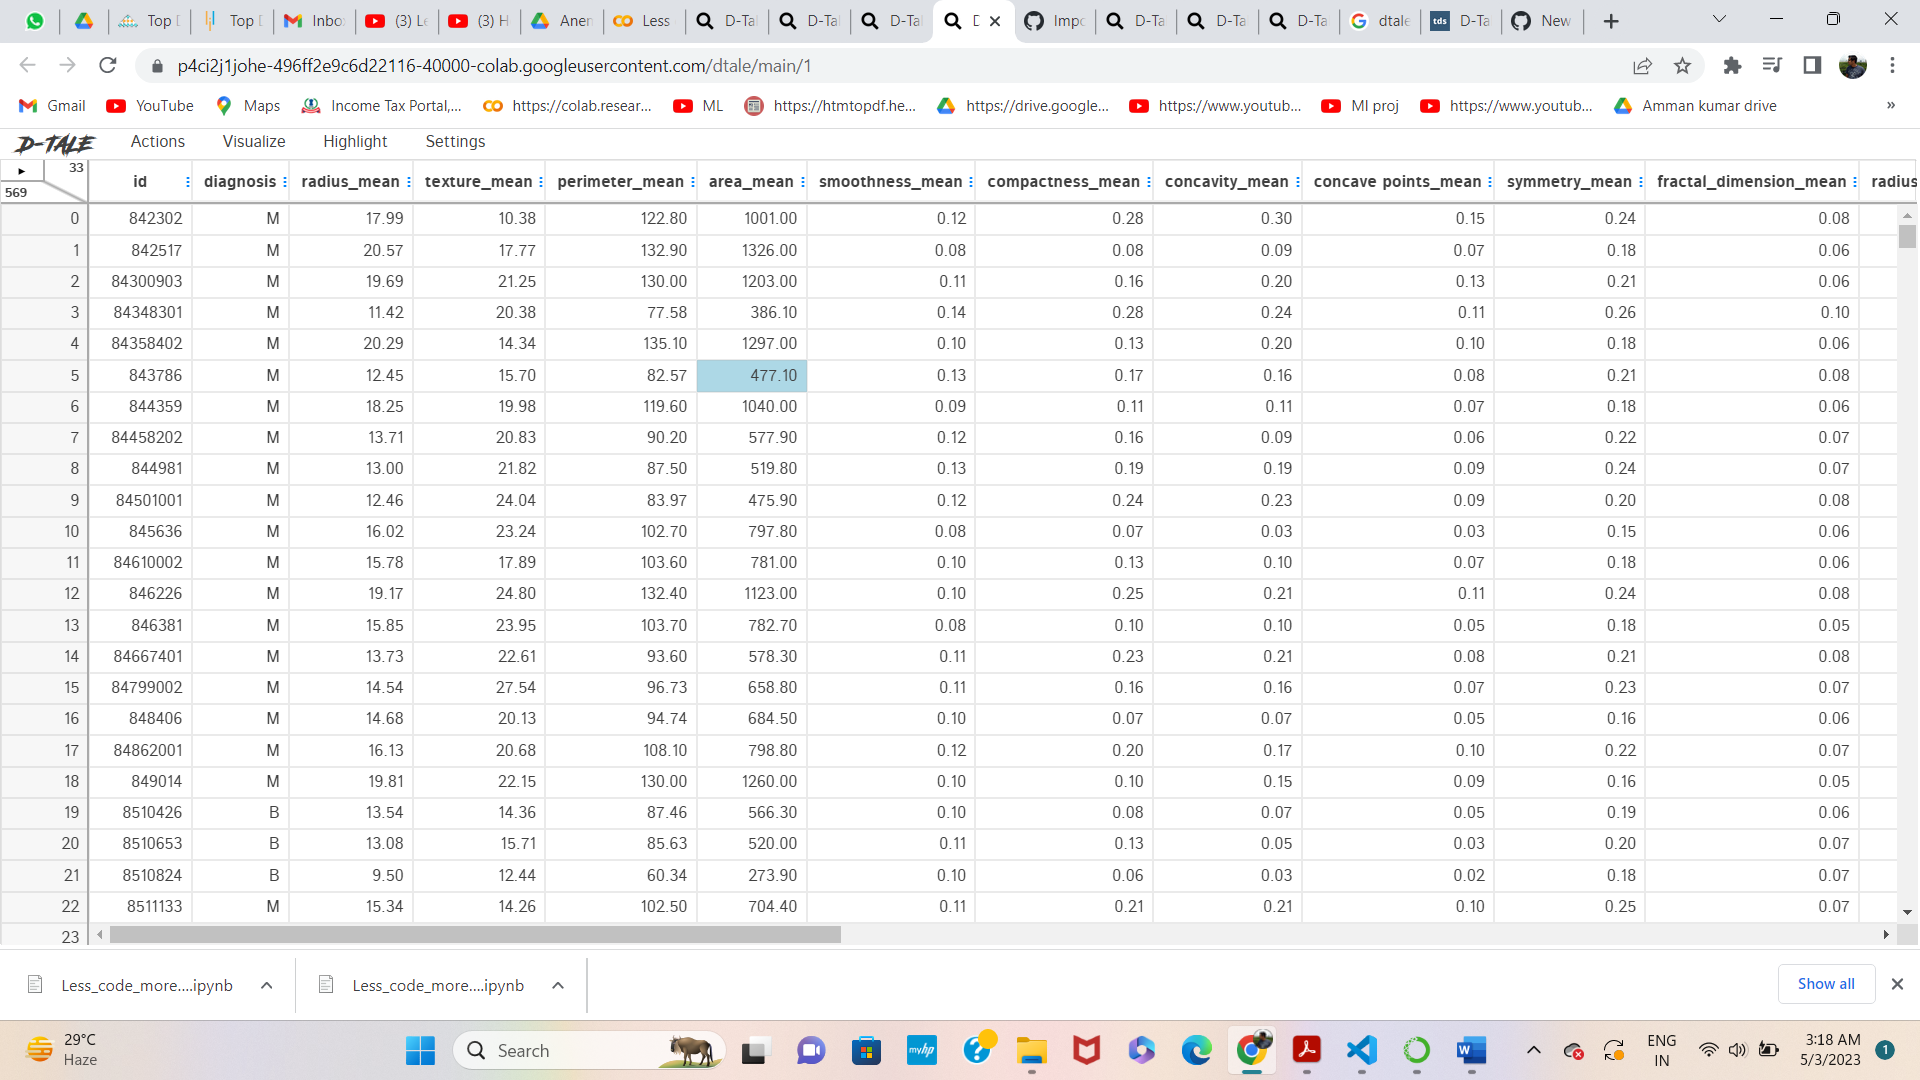 Top D Top D Inbo (3) Le (3) H Anen Less D-Tal D-Tal D-Tal D Impo D-Ta D-Ta D-Ta dtale tds D-Ta New
p4ci2j1johe-496ff2e9c6d22116-40000-colab.googleusercontent.com/dtale/main/1
Gmail YouTube Maps Income Tax Portal,... https://colab.resear... ML https://htmtopdf.he... https://drive.google... https://www.youtub... MI proj https://www.youtub... Amman kumar drive »
D-TALE Actions Visualize Highlight Settings
33
569
id diagnosis radius_mean texture_mean perimeter_mean area_mean smoothness_mean compactness_mean concavity_mean concave points_mean symmetry_mean fractal_dimension_mean radius
0 842302 M 17.99 10.38 122.80 1001.00 0.12 0.28 0.30 0.15 0.24 0.08
1 842517 M 20.57 17.77 132.90 1326.00 0.08 0.08 0.09 0.07 0.18 0.06
2 84300903 M 19.69 21.25 130.00 1203.00 0.11 0.16 0.20 0.13 0.21 0.06
3 84348301 M 11.42 20.38 77.58 386.10 0.14 0.28 0.24 0.11 0.26 0.10
4 84358402 M 20.29 14.34 135.10 1297.00 0.10 0.13 0.20 0.10 0.18 0.06
5 843786 M 12.45 15.70 82.57 477.10 0.13 0.17 0.16 0.08 0.21 0.08
6 844359 M 18.25 19.98 119.60 1040.00 0.09 0.11 0.11 0.07 0.18 0.06
7 84458202 M 13.71 20.83 90.20 577.90 0.12 0.16 0.09 0.06 0.22 0.07
8 844981 M 13.00 21.82 87.50 519.80 0.13 0.19 0.19 0.09 0.24 0.07
9 84501001 M 12.46 24.04 83.97 475.90 0.12 0.24 0.23 0.09 0.20 0.08
10 845636 M 16.02 23.24 102.70 797.80 0.08 0.07 0.03 0.03 0.15 0.06
11 84610002 M 15.78 17.89 103.60 781.00 0.10 0.13 0.10 0.07 0.18 0.06
12 846226 M 19.17 24.80 132.40 1123.00 0.10 0.25 0.21 0.11 0.24 0.08
13 846381 M 15.85 23.95 103.70 782.70 0.08 0.10 0.10 0.05 0.18 0.05
14 84667401 M 13.73 22.61 93.60 578.30 0.11 0.23 0.21 0.08 0.21 0.08
15 84799002 M 14.54 27.54 96.73 658.80 0.11 0.16 0.16 0.07 0.23 0.07
16 848406 M 14.68 20.13 94.74 684.50 0.10 0.07 0.07 0.05 0.16 0.06
17 84862001 M 16.13 20.68 108.10 798.80 0.12 0.20 0.17 0.10 0.22 0.07
18 849014 M 19.81 22.15 130.00 1260.00 0.10 0.10 0.15 0.09 0.16 0.05
19 8510426 B 13.54 14.36 87.46 566.30 0.10 0.08 0.07 0.05 0.19 0.06
20 8510653 B 13.08 15.71 85.63 520.00 0.11 0.13 0.05 0.03 0.20 0.07
21 8510824 B 9.50 12.44 60.34 273.90 0.10 0.06 0.03 0.02 0.18 0.07
22 8511133 M 15.34 14.26 102.50 704.40 0.11 0.21 0.21 0.10 0.25 0.07
23
Less_code_more....ipynb Less_code_more....ipynb Show all
29°C
Haze
Search
myhp
ENG
IN
3:18 AM
5/3/2023
1